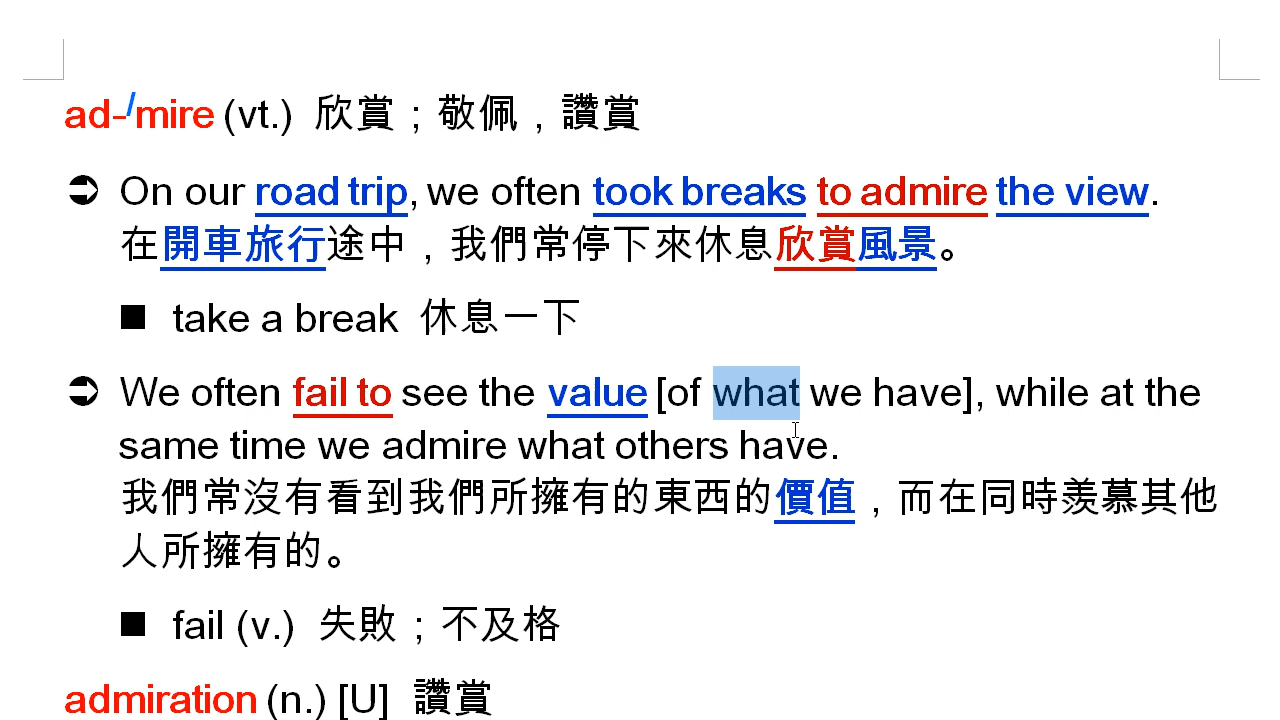 ad-/mire (vt.) 欣賞；敬佩，讚賞
➲ On our road trip, we often took breaks to admire the view.
在開車旅行途中，我們常停下來休息欣賞風景。
■ take a break 休息一下
➲ We often fail to see the value [of what we have], while at the
same time we admire what others have.
我們常沒有看到我們所擁有的東西的價值，而在同時羨慕其他
人所擁有的。
■ fail (v.) 失敗；不及格
admiration (n.) [U] 讚賞